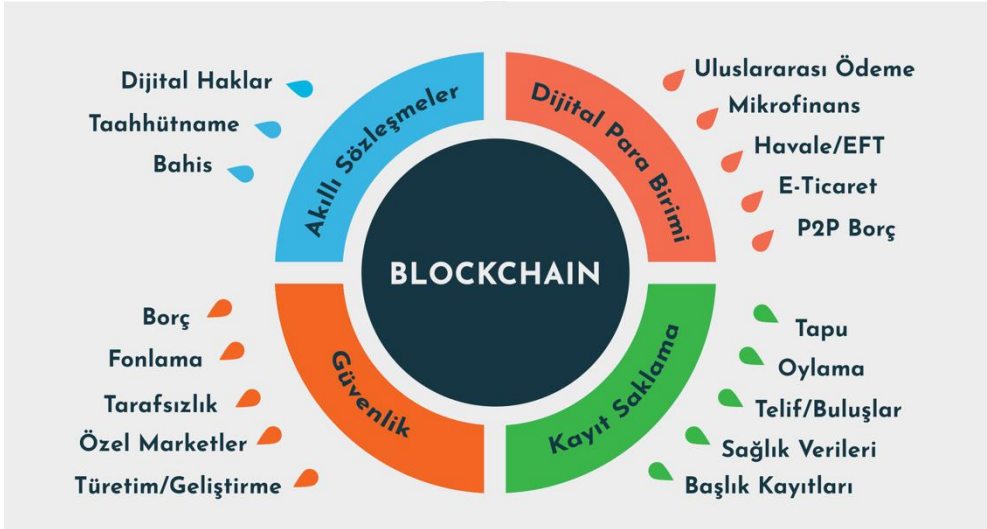 Dijital Haklar
Taahhütname
Bahis
Akıllı Sözleşmeler
Dijital Para Birimi
Uluslararası Ödeme
Mikrofinans
Havale/EFT
E-Ticaret
P2P Borç
BLOCKCHAIN
Borç
Fonlama
Tarafsızlık
Özel Marketler
Türetim/Geliştirme
Güvenlik
Kayıt Saklama
Tapu
Oylama
Telif/Buluşlar
Sağlık Verileri
Başlık Kayıtları